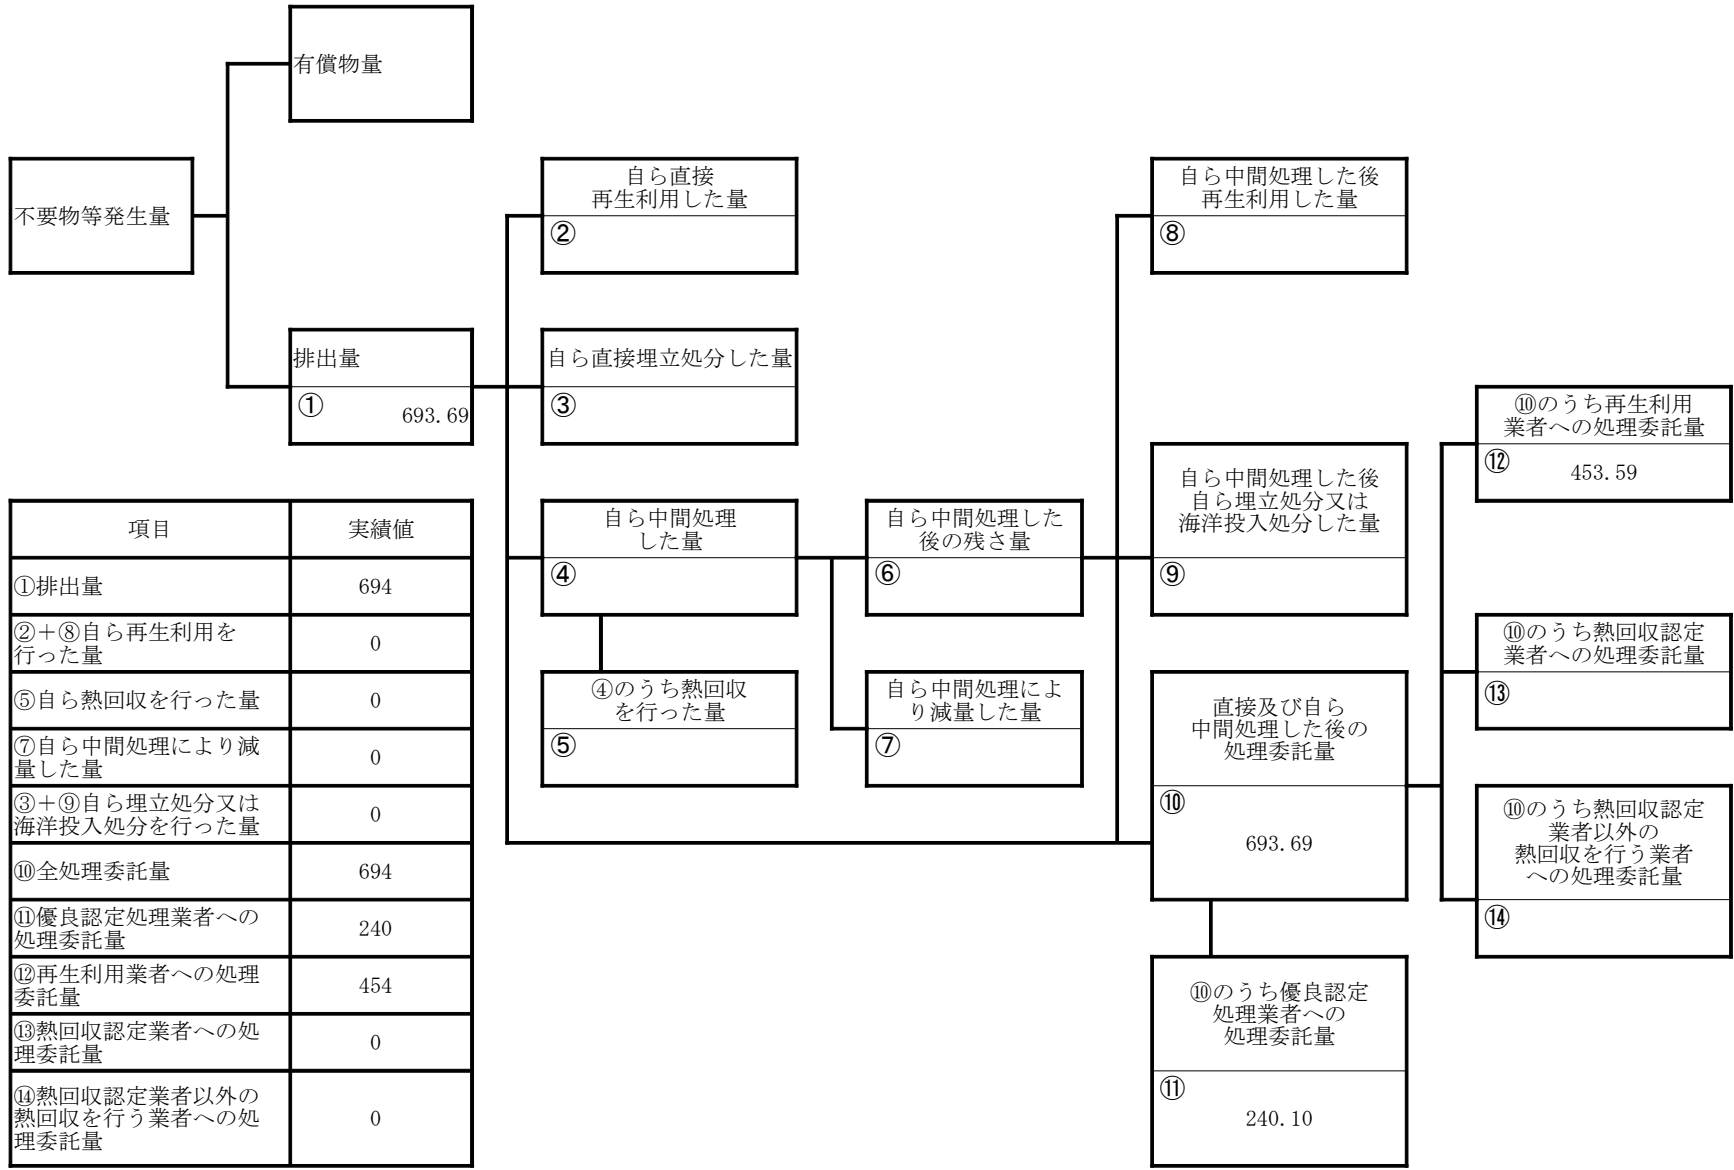 有償物量
不要物等発生量
自ら直接
再生利用した量
②
自ら中間処理した後
再生利用した量
⑧
排出量
① 693.69
自ら直接埋立処分した量
③
⑩のうち再生利用
業者への処理委託量
⑫ 453.59
自ら中間処理
した量
④
自ら中間処理した
後の残さ量
⑥
自ら中間処理した後
自ら埋立処分又は
海洋投入処分した量
⑨
⑩のうち熱回収認定
業者への処理委託量
⑬
④のうち熱回収
を行った量
⑤
自ら中間処理によ
り減量した量
⑦
直接及び自ら
中間処理した後の
処理委託量
⑩
693.69
⑩のうち熱回収認定
業者以外の
熱回収を行う業者
への処理委託量
⑭
⑩のうち優良認定
処理業者への
処理委託量
⑪
240.10
項目 実績値
①排出量 694
②＋⑧自ら再生利用を
行った量 0
⑤自ら熱回収を行った量 0
⑦自ら中間処理により減
量した量 0
③＋⑨自ら埋立処分又は
海洋投入処分を行った量 0
⑩全処理委託量 694
⑪優良認定処理業者への
処理委託量 240
⑫再生利用業者への処理
委託量 454
⑬熱回収認定業者への処
理委託量 0
⑭熱回収認定業者以外の
熱回収を行う業者への処
理委託量 0